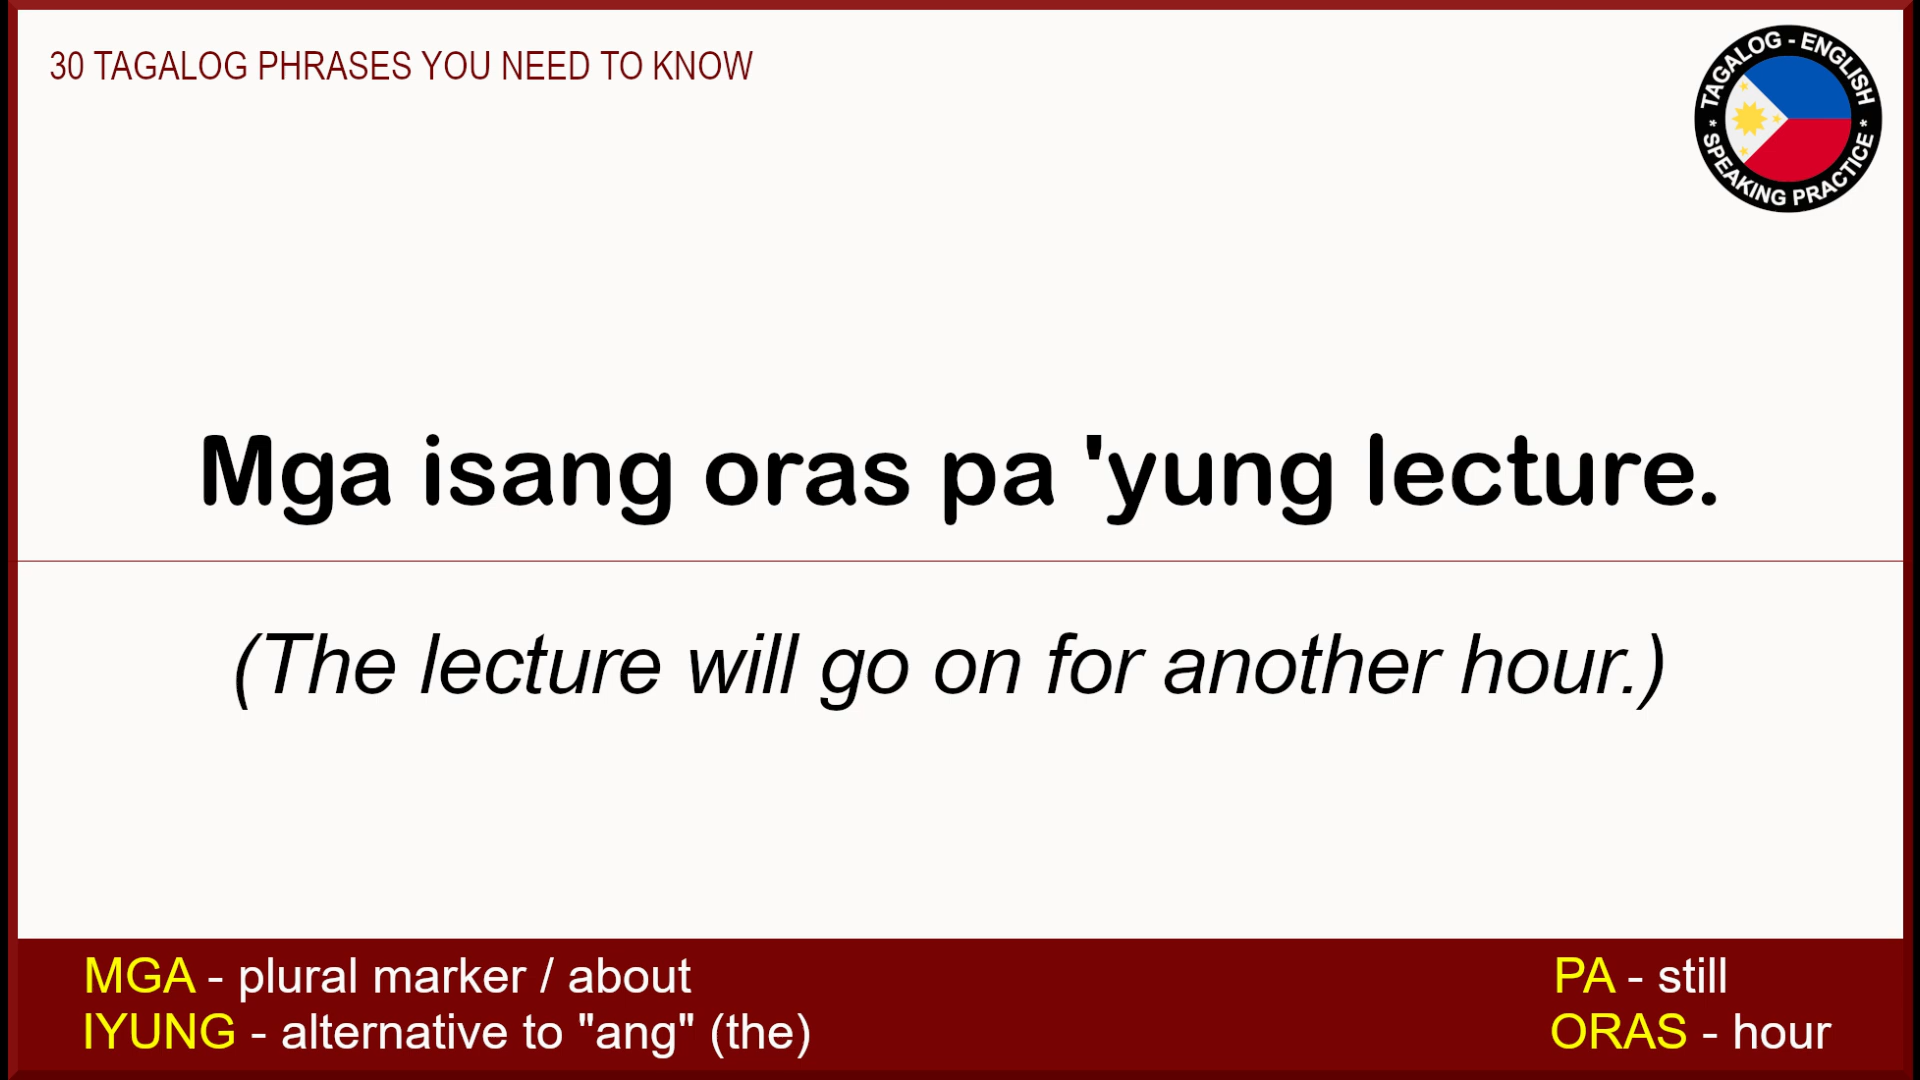 30 TAGALOG PHRASES YOU NEED TO KNOW
TAGALOG - ENGLISH
* SPEAKING PRACTICE *
Mga isang oras pa 'yung lecture.
(The lecture will go on for another hour.)
MGA - plural marker / about
IYUNG - alternative to "ang" (the)
PA - still
ORAS - hour